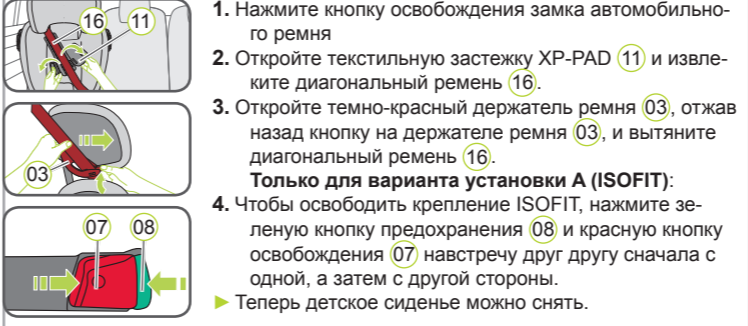 16 11
03
07 08
1. Нажмите кнопку освобождения замка автомобильно-
го ремня
2. Откройте текстильную застежку XP-PAD 11 и извле-
ките диагональный ремень 16.
3. Откройте темно-красный держатель ремня 03, отжав
назад кнопку на держателе ремня 03, и вытяните
диагональный ремень 16.
Только для варианта установки А (ISOFIT):
4. Чтобы освободить крепление ISOFIT, нажмите зе-
леную кнопку предохранения 08 и красную кнопку
освобождения 07 навстречу друг другу сначала с
одной, а затем с другой стороны.
► Теперь детское сиденье можно снять.